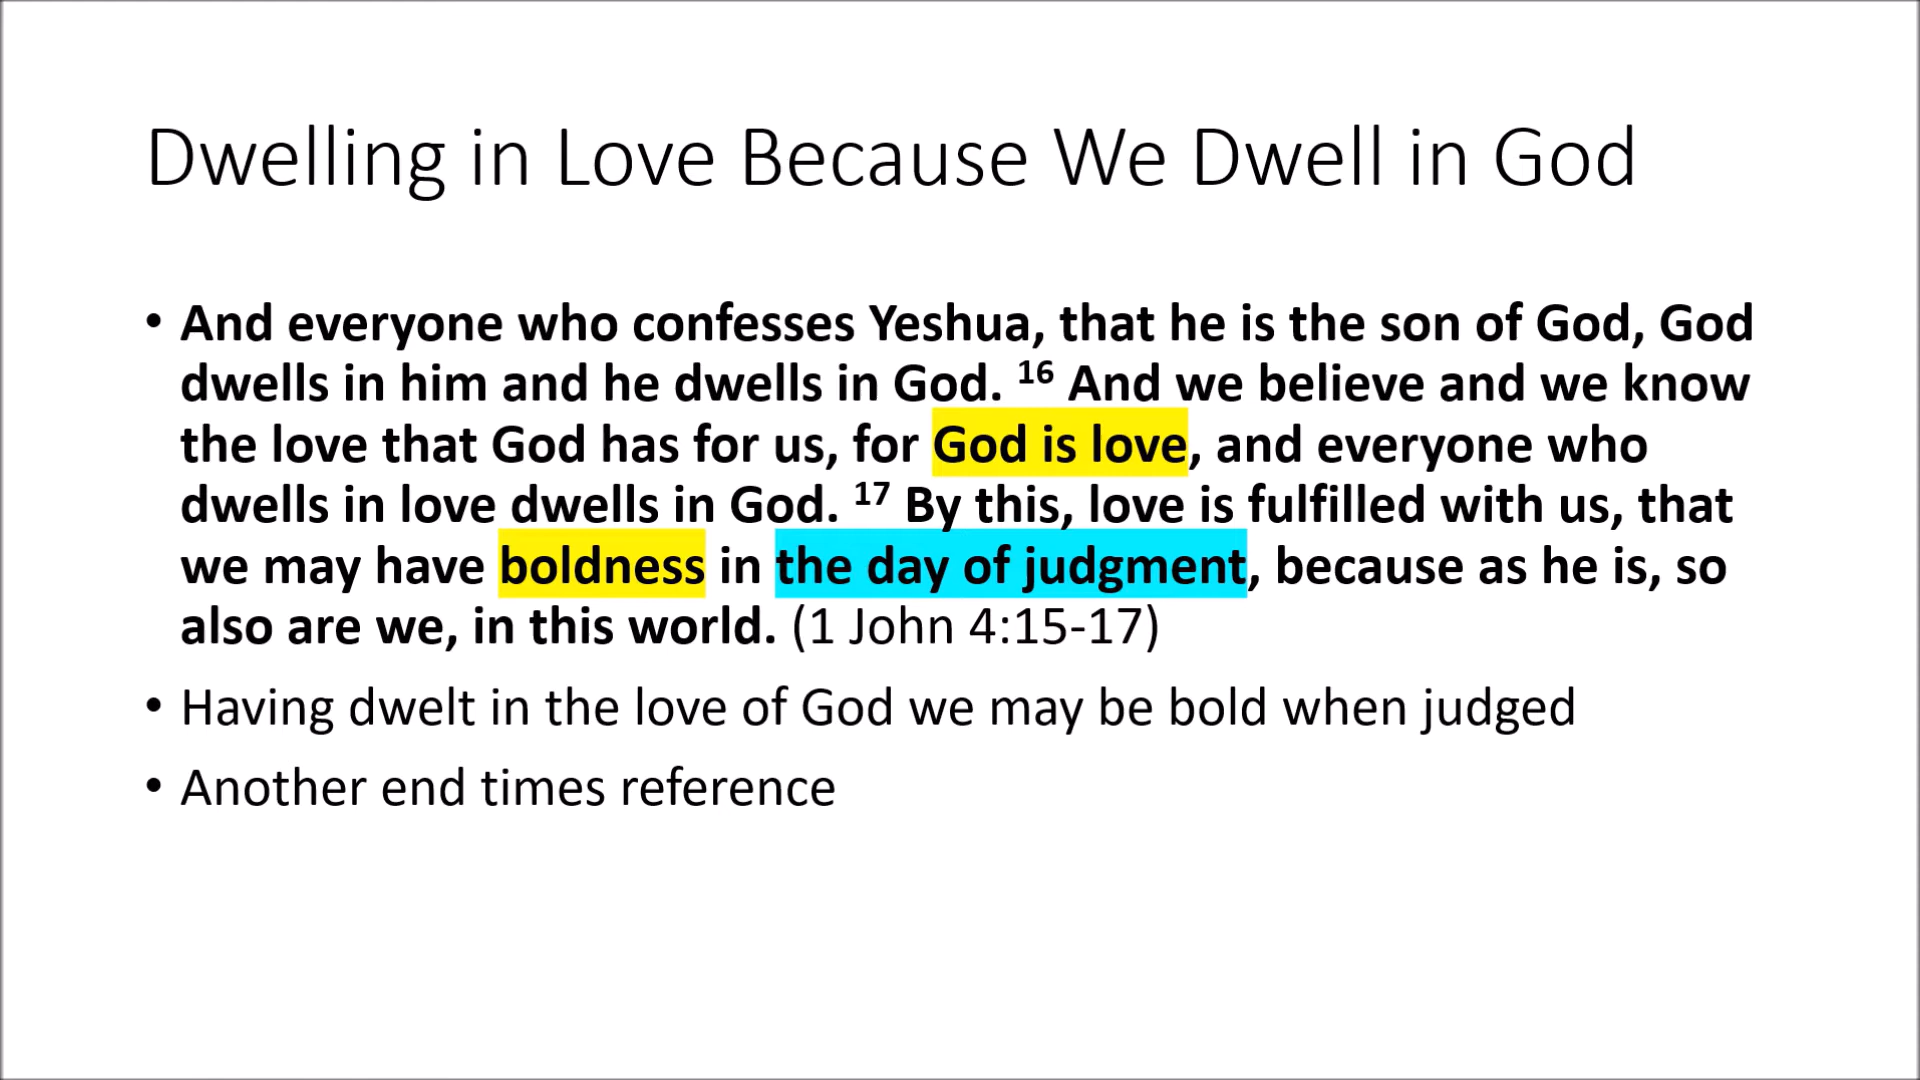 Dwelling in Love Because We Dwell in God
• And everyone who confesses Yeshua, that he is the son of God, God
dwells in him and he dwells in God. ¹⁶ And we believe and we know
the love that God has for us, for God is love, and everyone who
dwells in love dwells in God. ¹⁷ By this, love is fulfilled with us, that
we may have boldness in the day of judgment, because as he is, so
also are we, in this world. (1 John 4:15-17)
• Having dwelt in the love of God we may be bold when judged
• Another end times reference